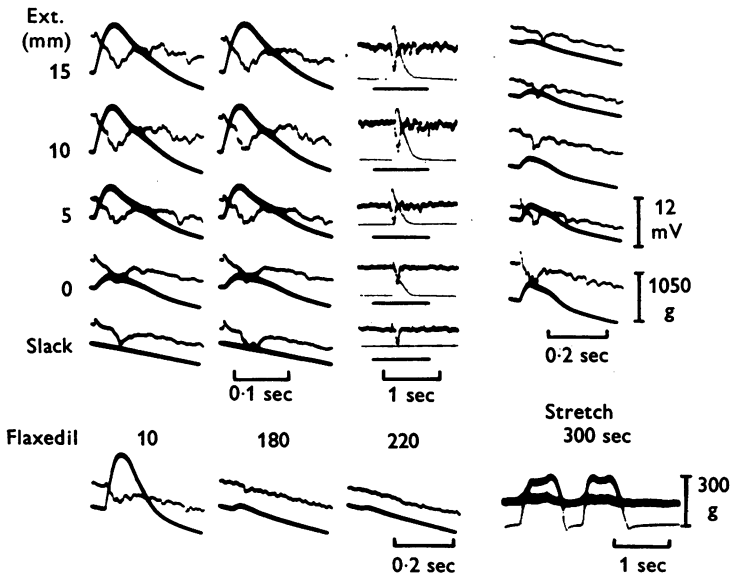 Ext.
(mm)
15
10
5
0
Slack
12
mV
1050
g
0·2 sec
0·1 sec
1 sec
Flaxedil 10 180 220
Stretch
300 sec
300
g
0·2 sec
1 sec